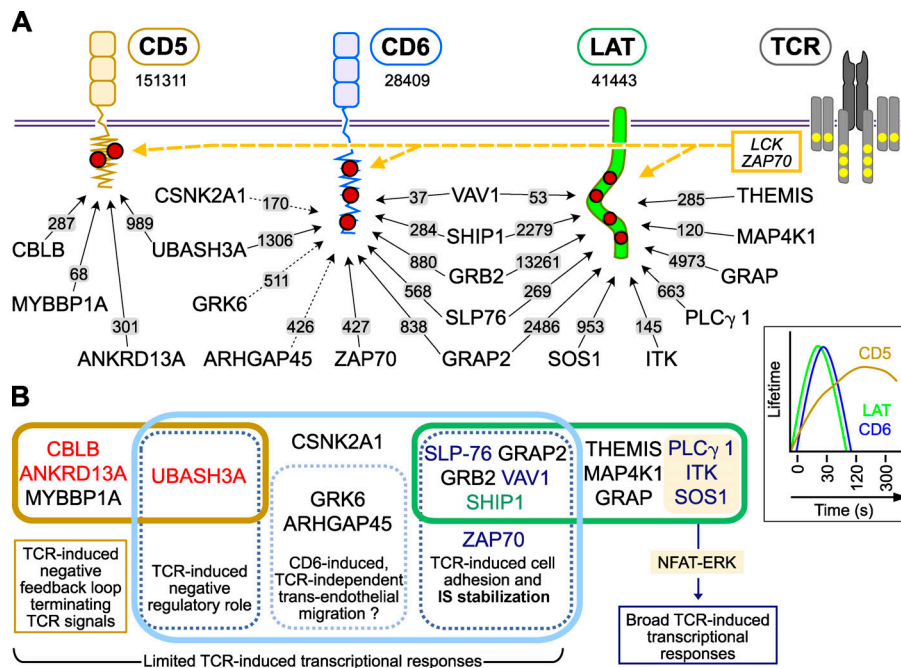 A
CD5
151311
CD6
28409
LAT
41443
TCR
LCK
ZAP70
CSNK2A1
170
37
VAV1
53
285
THEMIS
287
989
CBLB
UBASH3A
1306
284
SHIP1
2279
120
MAP4K1
68
511
880
GRB2
13261
4973
GRAP
MYBBP1A
GRK6
568
SLP76
269
663
PLCγ 1
301
426
427
838
2486
953
145
ANKRD13A
ARHGAP45
ZAP70
GRAP2
SOS1
ITK
B
CBLB
ANKRD13A
MYBBP1A
UBASH3A
CSNK2A1
GRK6
ARHGAP45
SLP-76 GRAP2
GRB2 VAV1
SHIP1
ZAP70
THEMIS
MAP4K1
GRAP
PLCγ 1
ITK
SOS1
TCR-induced
negative
feedback loop
terminating
TCR signals
TCR-induced
negative
regulatory role
CD6-induced,
TCR-independent
trans-endothelial
migration ?
TCR-induced cell
adhesion and
IS stabilization
NFAT-ERK
Broad TCR-induced
transcriptional
responses
Limited TCR-induced transcriptional responses
Lifetime
CD5
LAT
CD6
0
30
120
300
Time (s)